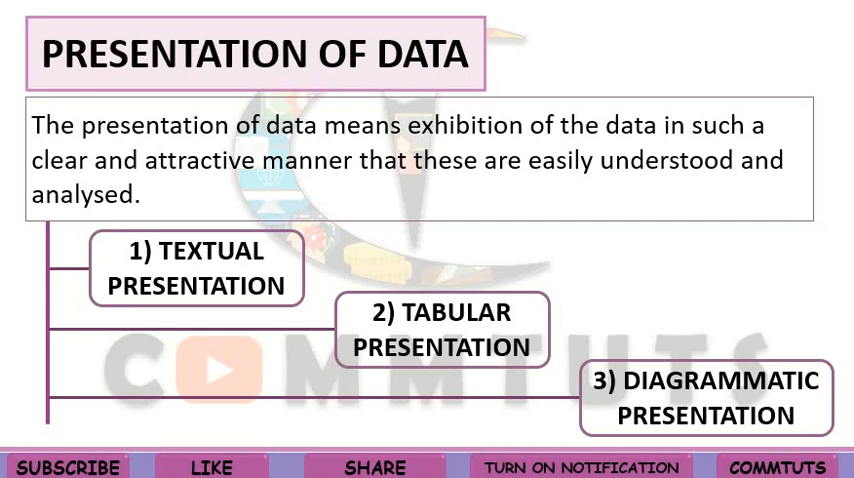 PRESENTATION OF DATA
The presentation of data means exhibition of the data in such a
clear and attractive manner that these are easily understood and
analysed.
1) TEXTUAL
PRESENTATION
2) TABULAR
PRESENTATION
COMMTUTS
3) DIAGRAMMATIC
PRESENTATION
SUBSCRIBE LIKE SHARE TURN ON NOTIFICATION COMMTUTS